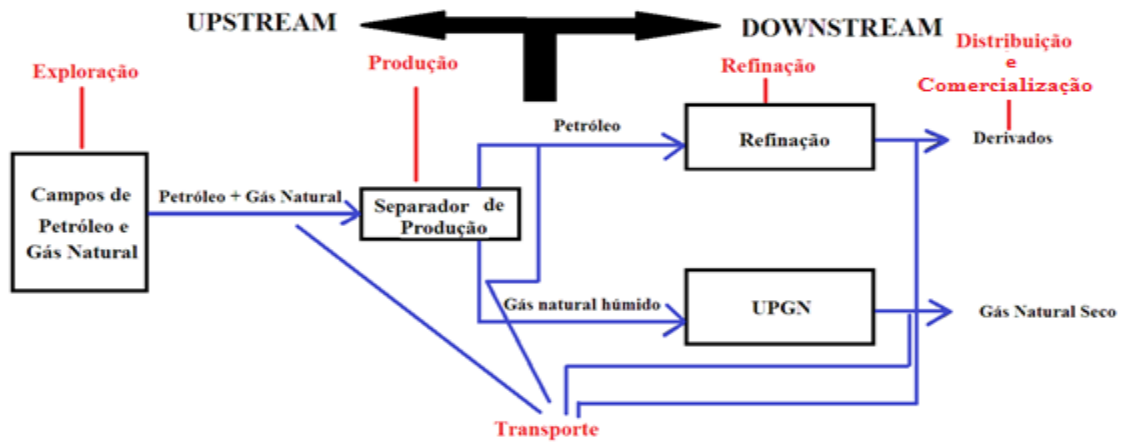 UPSTREAM
DOWNSTREAM
Exploração
Produção
Refinação
Distribuição
e
Comercialização
Campos de
Petróleo e
Gás Natural
Petróleo + Gás Natural
Separador de
Produção
Petróleo
Refinação
Derivados
Gás natural húmido
UPGN
Gás Natural Seco
Transporte